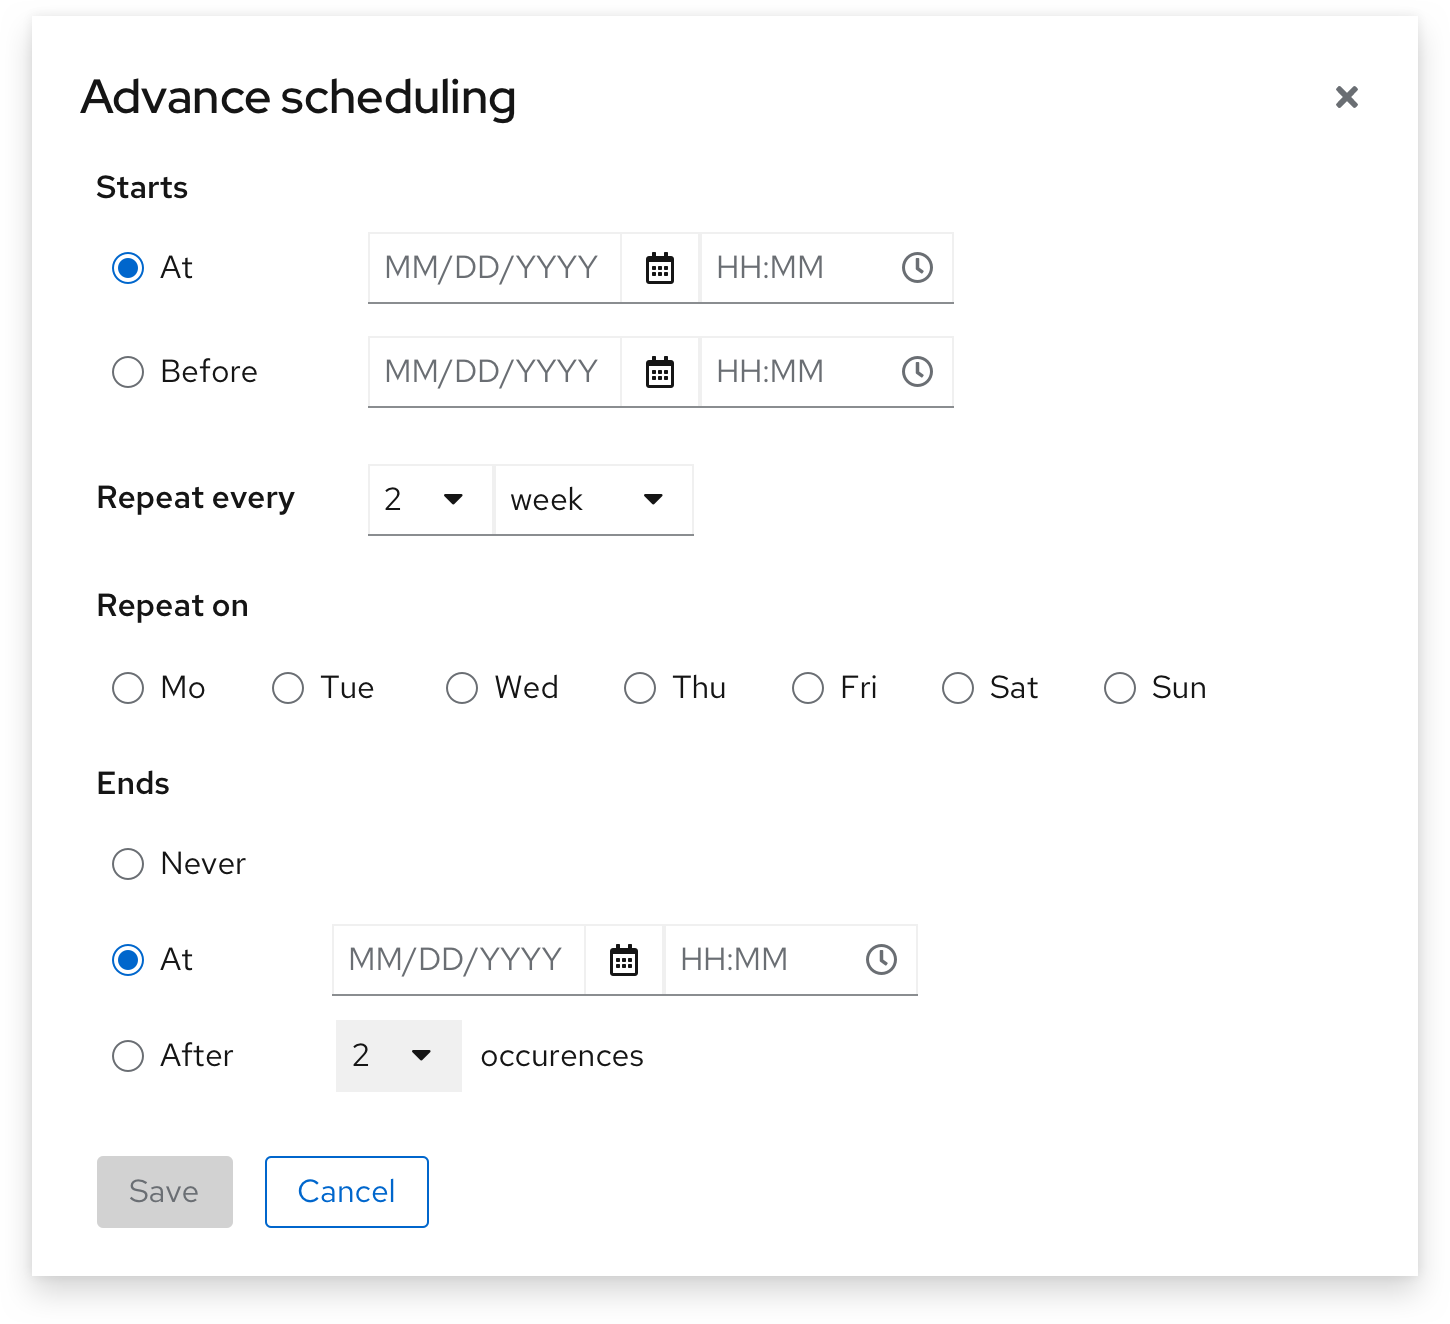 Advance scheduling
Starts
At MM/DD/YYYY HH:MM
Before MM/DD/YYYY HH:MM
Repeat every 2 week
Repeat on
Mo Tue Wed Thu Fri Sat Sun
Ends
Never
At MM/DD/YYYY HH:MM
After 2 occurences
Save Cancel